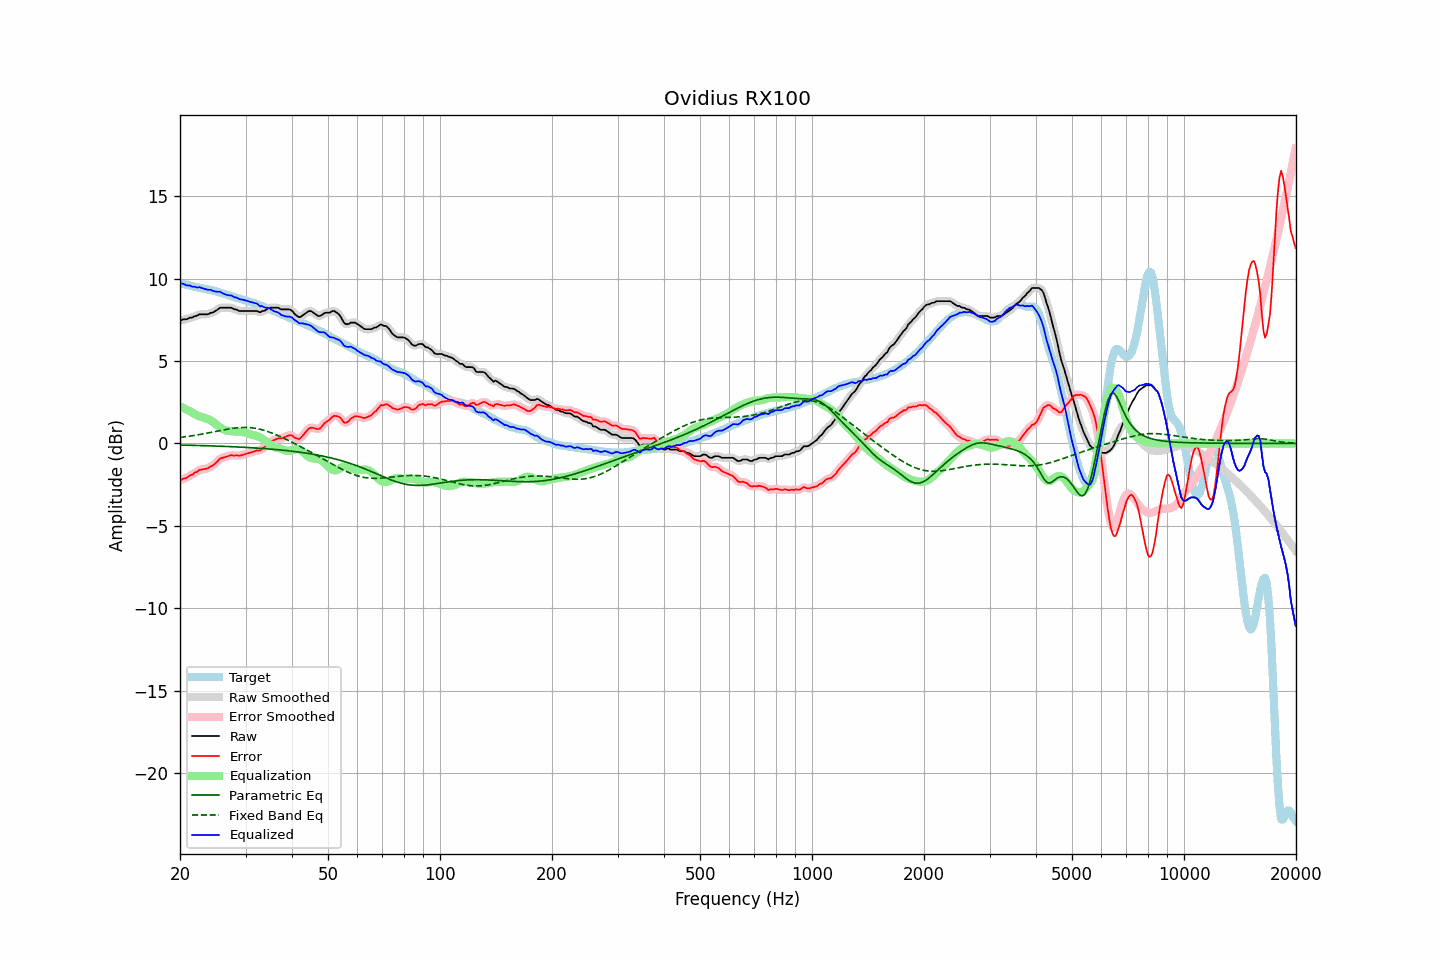 Ovidius RX100
Amplitude (dBr)
15
10
5
0
−5
−10
−15
−20
Target
Raw Smoothed
Error Smoothed
Raw
Error
Equalization
Parametric Eq
Fixed Band Eq
Equalized
20 50 100 200 500 1000 2000 5000 10000 20000
Frequency (Hz)